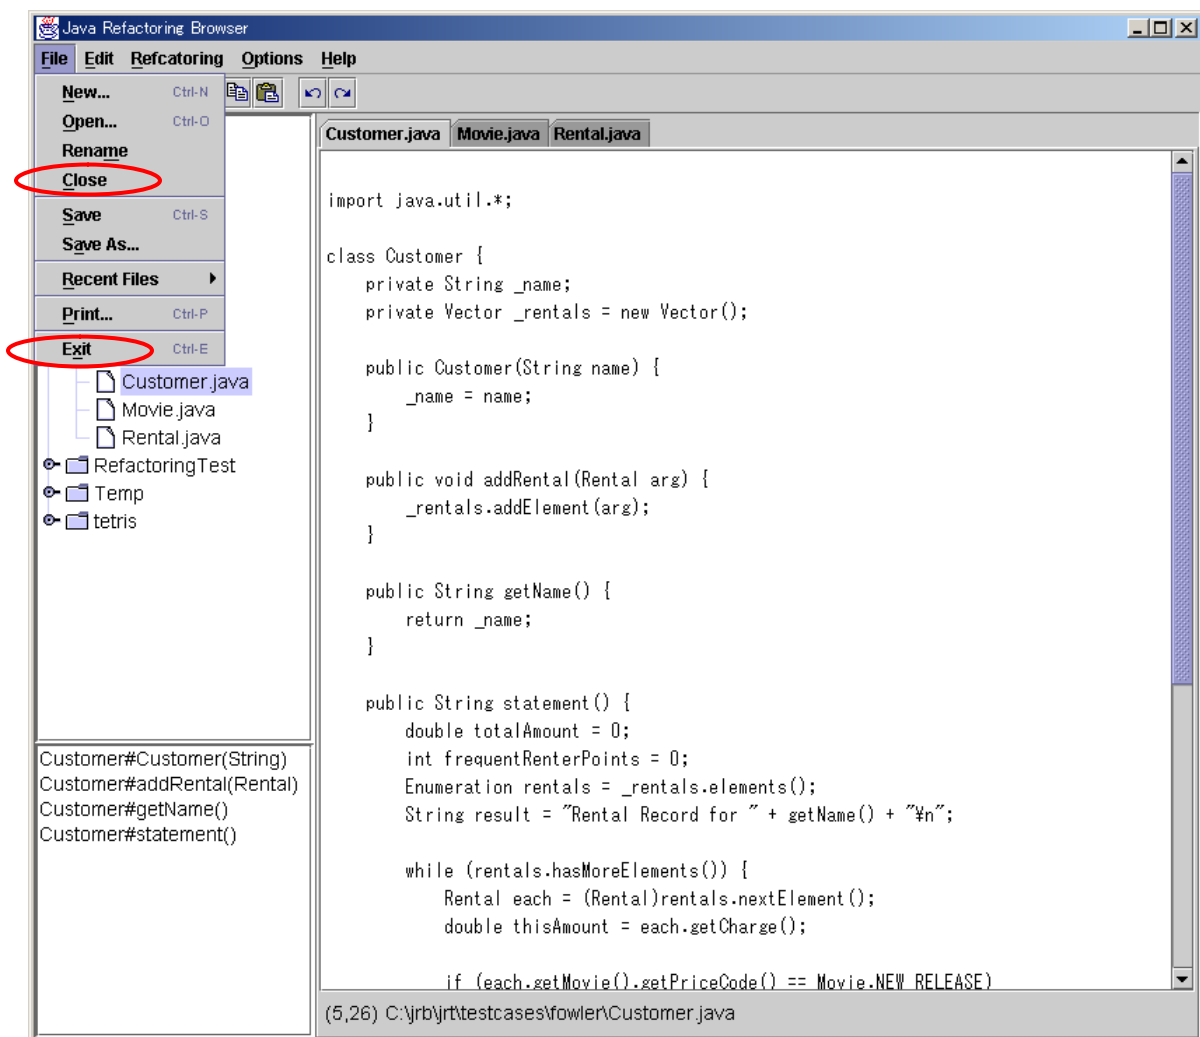 Java Refactoring Browser
File Edit Refcatoring Options Help
New... Ctrl-N
Open... Ctrl-O
Rename
Close
Save Ctrl-S
Save As...
Recent Files
Print... Ctrl-P
Exit Ctrl-E
Customer.java
Movie.java
Rental.java
RefactoringTest
Temp
tetris
Customer#Customer(String)
Customer#addRental(Rental)
Customer#getName()
Customer#statement()
Customer.java Movie.java Rental.java
import java.util.*;
class Customer {
private String _name;
private Vector _rentals = new Vector();
public Customer(String name) {
_name = name;
}
public void addRental(Rental arg) {
_rentals.addElement(arg);
}
public String getName() {
return _name;
}
public String statement() {
double totalAmount = 0;
int frequentRenterPoints = 0;
Enumeration rentals = _rentals.elements();
String result = "Rental Record for " + getName() + "¥n";
while (rentals.hasMoreElements()) {
Rental each = (Rental)rentals.nextElement();
double thisAmount = each.getCharge();
if (each.getMovie().getPriceCode() == Movie.NEW_RELEASE)
(5,26) C:\jrb\jrt\testcases\fowler\Customer.java